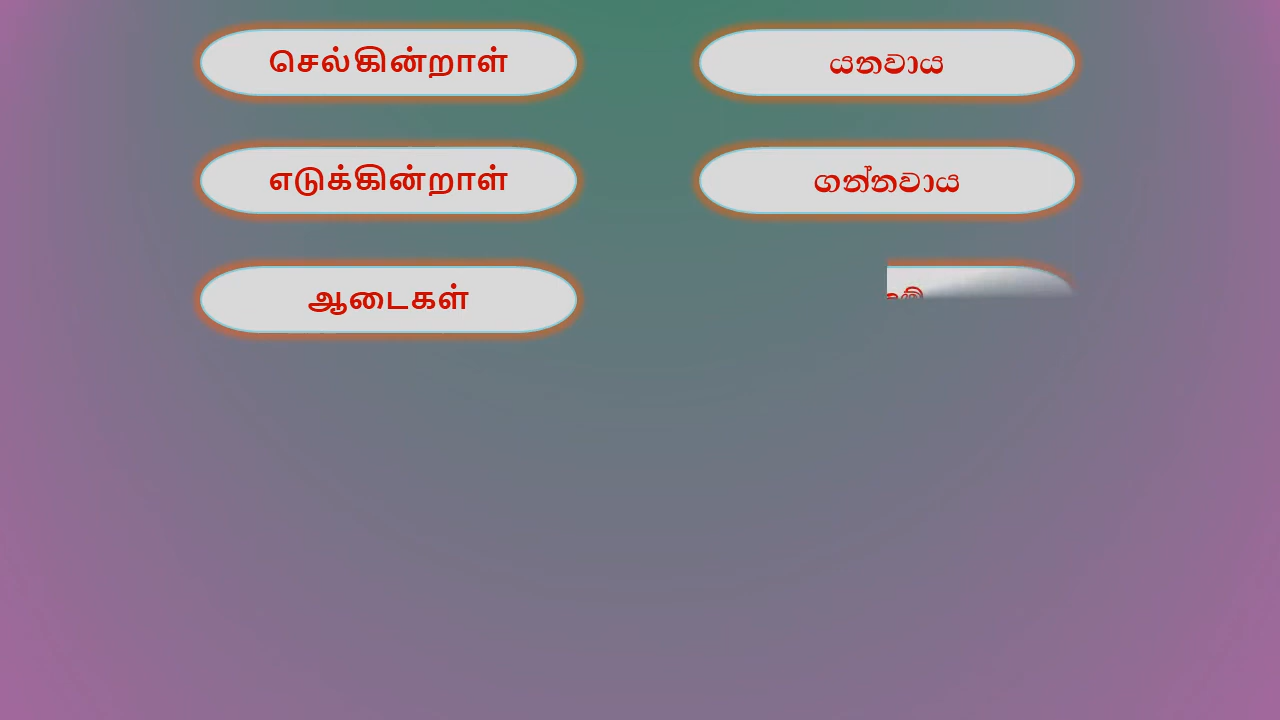 செல்கின்றாள்
යනවාය
எடுக்கின்றாள்
ගන්නවාය
ஆடைகள்